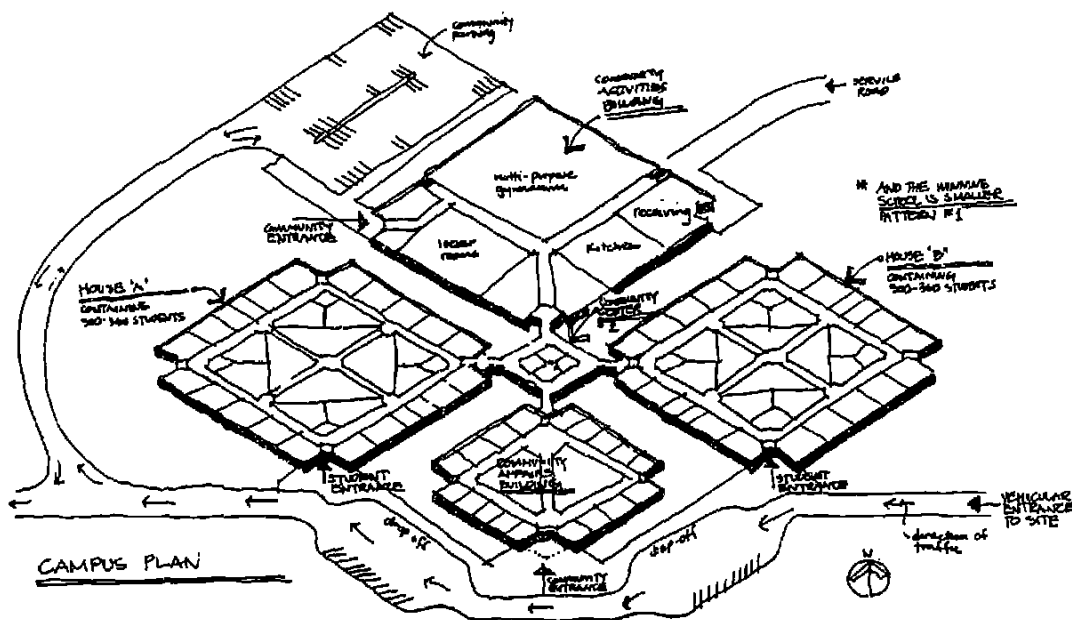 community
parking
COMMUNITY
ACTIVITIES
BUILDING
SERVICE
ROAD
multi-purpose
gymnasium
receiving
* AND THE WINNING
SCHOOL IS SMALLER
PATTERN #1
COMMUNITY
ENTRANCE
locker
rooms
kitchen
HOUSE 'A'
CONTAINING
300-360 STUDENTS
COMMUNITY
#2
HOUSE 'B'
CONTAINING
300-360 STUDENTS
COMMUNITY
AFFAIRS
BUILDING
STUDENT
ENTRANCE
STUDENT
ENTRANCE
VEHICULAR
ENTRANCE
TO SITE
drop off
drop-off
direction of
traffic
CAMPUS PLAN
COMMUNITY
ENTRANCE
N